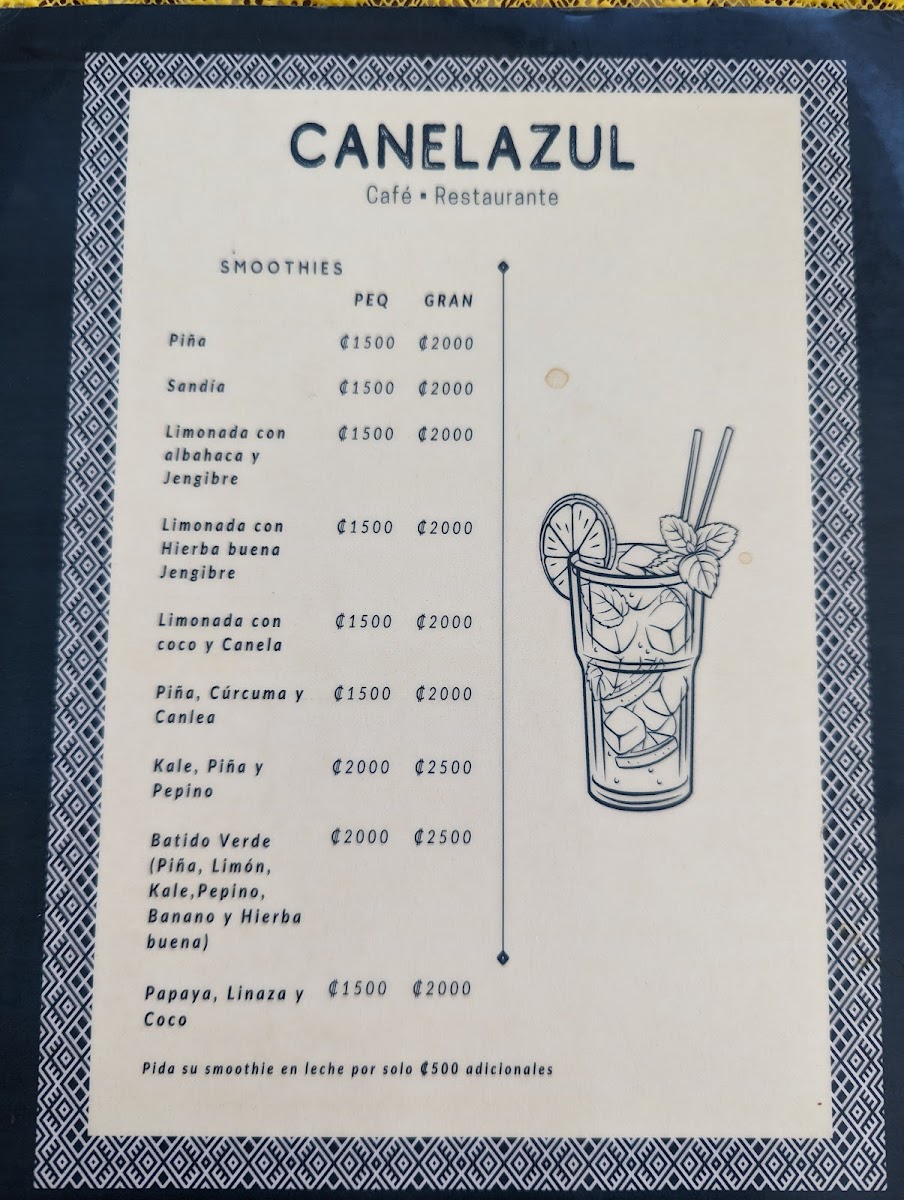 CANELAZUL
Café ▪ Restaurante
SMOOTHIES
PEQ GRAN
Piña ₡1500 ₡2000
Sandía ₡1500 ₡2000
Limonada con ₡1500 ₡2000
albahaca y
Jengibre
Limonada con ₡1500 ₡2000
Hierba buena
Jengibre
Limonada con ₡1500 ₡2000
coco y Canela
Piña, Cúrcuma y ₡1500 ₡2000
Canlea
Kale, Piña y ₡2000 ₡2500
Pepino
Batido Verde ₡2000 ₡2500
(Piña, Limón,
Kale,Pepino,
Banano y Hierba
buena)
Papaya, Linaza y ₡1500 ₡2000
Coco
Pida su smoothie en leche por solo ₡500 adicionales